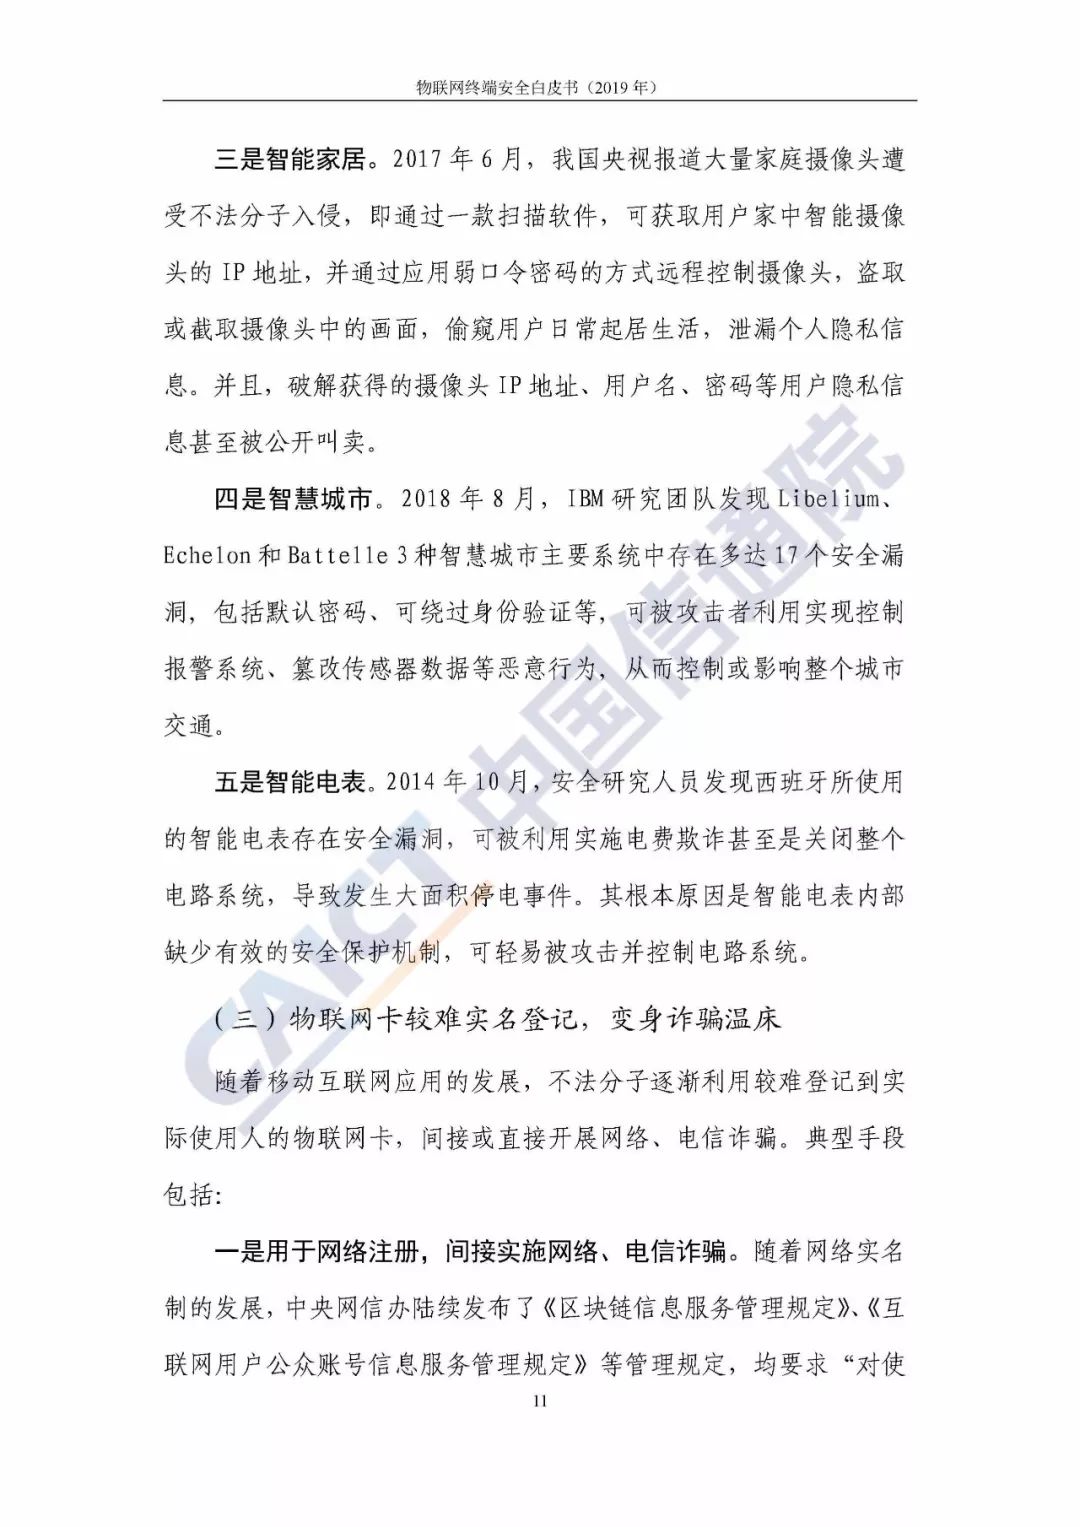 物联网终端安全白皮书（2019 年）
三是智能家居。2017 年 6 月，我国央视报道大量家庭摄像头遭
受不法分子入侵，即通过一款扫描软件，可获取用户家中智能摄像
头的 IP 地址，并通过应用弱口令密码的方式远程控制摄像头，盗取
或截取摄像头中的画面，偷窥用户日常起居生活，泄漏个人隐私信
息。并且，破解获得的摄像头 IP 地址、用户名、密码等用户隐私信
息甚至被公开叫卖。
四是智慧城市。2018 年 8 月，IBM 研究团队发现 Libelium、
Echelon 和 Battelle 3 种智慧城市主要系统中存在多达 17 个安全漏
洞，包括默认密码、可绕过身份验证等，可被攻击者利用实现控制
报警系统、篡改传感器数据等恶意行为，从而控制或影响整个城市
交通。
五是智能电表。2014 年 10 月，安全研究人员发现西班牙所使用
的智能电表存在安全漏洞，可被利用实施电费欺诈甚至是关闭整个
电路系统，导致发生大面积停电事件。其根本原因是智能电表内部
缺少有效的安全保护机制，可轻易被攻击并控制电路系统。
（三）物联网卡较难实名登记，变身诈骗温床
随着移动互联网应用的发展，不法分子逐渐利用较难登记到实
际使用人的物联网卡，间接或直接开展网络、电信诈骗。典型手段
包括:
一是用于网络注册，间接实施网络、电信诈骗。随着网络实名
制的发展，中央网信办陆续发布了《区块链信息服务管理规定》、《互
联网用户公众账号信息服务管理规定》等管理规定，均要求“对使
11
CAICT 中国信通院